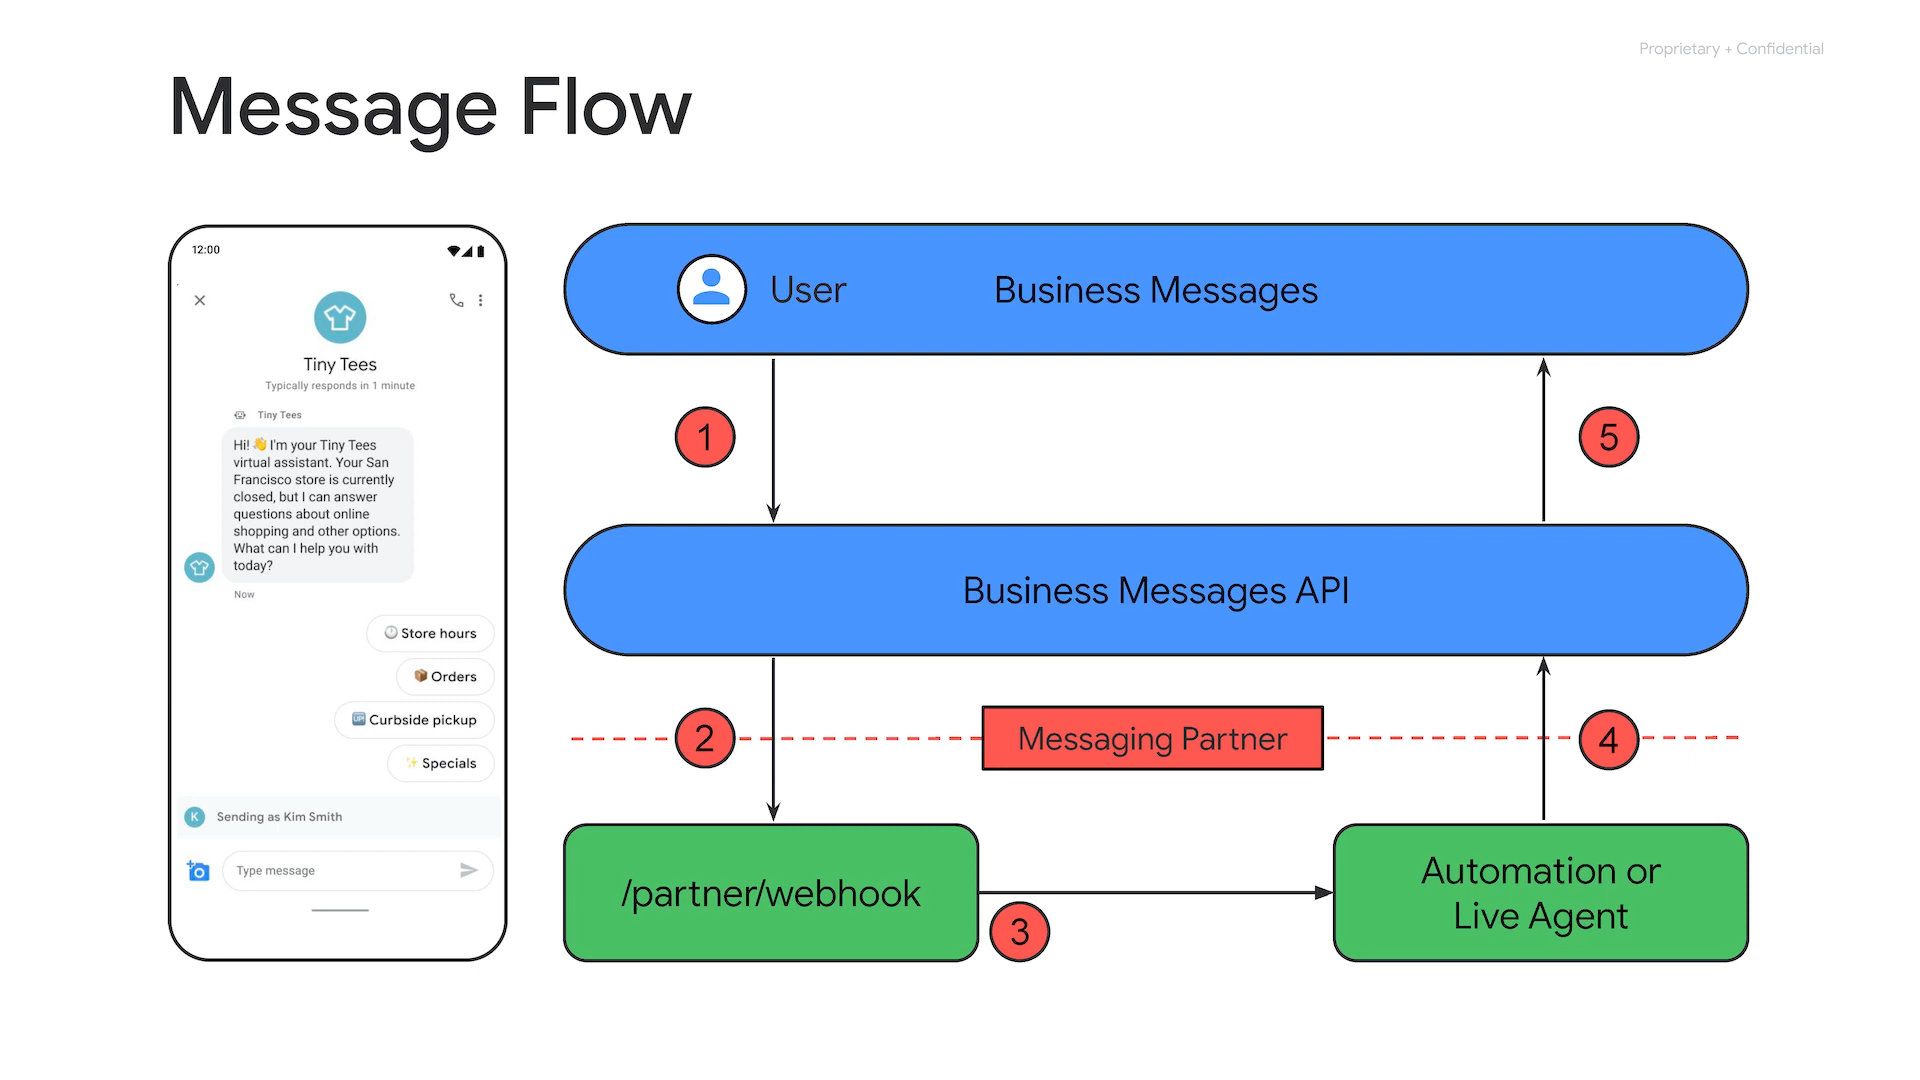 Proprietary + Confidential
Message Flow
12:00
Tiny Tees
Typically responds in 1 minute
Tiny Tees
Hi! 👋 I'm your Tiny Tees
virtual assistant. Your San
Francisco store is currently
closed, but I can answer
questions about online
shopping and other options.
What can I help you with
today?
Now
Store hours
📦 Orders
🆙 Curbside pickup
✨ Specials
K Sending as Kim Smith
Type message
User
Business Messages
1
5
Business Messages API
2
Messaging Partner
4
/partner/webhook
3
Automation or
Live Agent